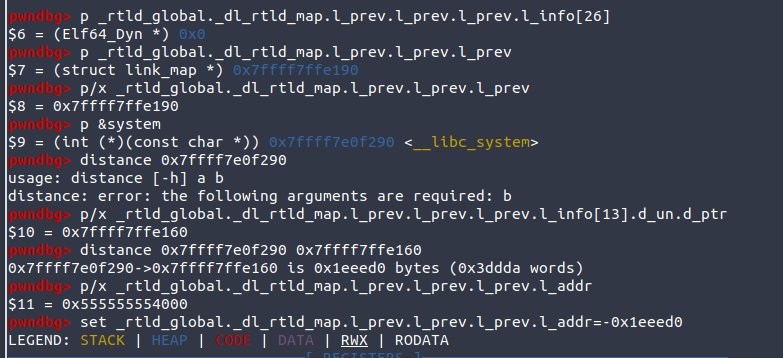 pwndbg> p _rtld_global._dl_rtld_map.l_prev.l_prev.l_prev.l_info[26]
$6 = (Elf64_Dyn *) 0x0
pwndbg> p _rtld_global._dl_rtld_map.l_prev.l_prev.l_prev
$7 = (struct link_map *) 0x7ffff7ffe190
pwndbg> p/x _rtld_global._dl_rtld_map.l_prev.l_prev.l_prev
$8 = 0x7ffff7ffe190
pwndbg> p &system
$9 = (int (*)(const char *)) 0x7ffff7e0f290 <__libc_system>
pwndbg> distance 0x7ffff7e0f290
usage: distance [-h] a b
distance: error: the following arguments are required: b
pwndbg> p/x _rtld_global._dl_rtld_map.l_prev.l_prev.l_prev.l_info[13].d_un.d_ptr
$10 = 0x7ffff7ffe160
pwndbg> distance 0x7ffff7e0f290 0x7ffff7ffe160
0x7ffff7e0f290->0x7ffff7ffe160 is 0x1eeed0 bytes (0x3ddda words)
pwndbg> p/x _rtld_global._dl_rtld_map.l_prev.l_prev.l_prev.l_addr
$11 = 0x555555554000
pwndbg> set _rtld_global._dl_rtld_map.l_prev.l_prev.l_prev.l_addr=-0x1eeed0
LEGEND: STACK | HEAP | CODE | DATA | RWX | RODATA
[ REGISTERS ]